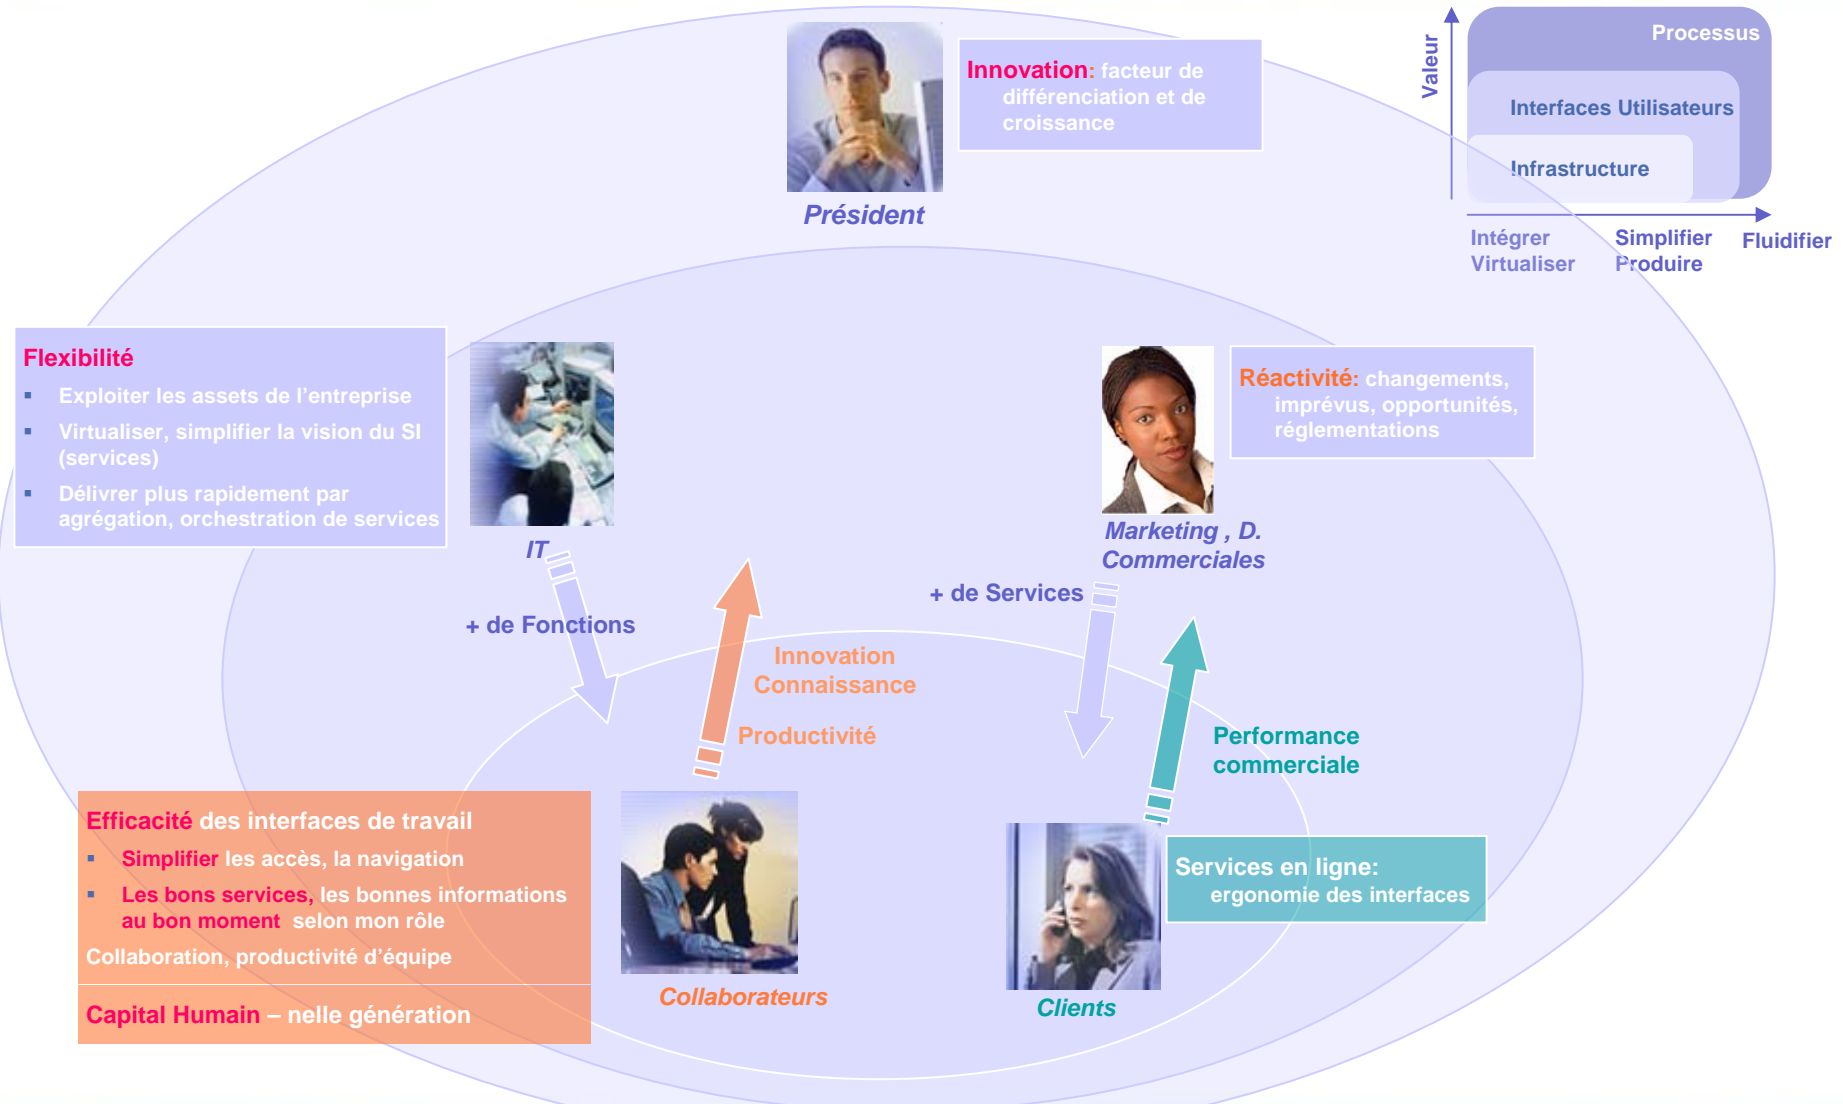 Innovation: facteur de
différenciation et de
croissance
Président
Valeur
Processus
Interfaces Utilisateurs
Infrastructure
Intégrer
Virtualiser
Simplifier
Produire
Fluidifier
Flexibilité
▪ Exploiter les assets de l’entreprise
▪ Virtualiser, simplifier la vision du SI
(services)
▪ Délivrer plus rapidement par
agrégation, orchestration de services
IT
Réactivité: changements,
imprévus, opportunités,
réglementations
Marketing , D.
Commerciales
+ de Fonctions
+ de Services
Innovation
Connaissance
Productivité
Performance
commerciale
Efficacité des interfaces de travail
▪ Simplifier les accès, la navigation
▪ Les bons services, les bonnes informations
au bon moment selon mon rôle
Collaboration, productivité d’équipe
Capital Humain – nelle génération
Collaborateurs
Services en ligne:
ergonomie des interfaces
Clients